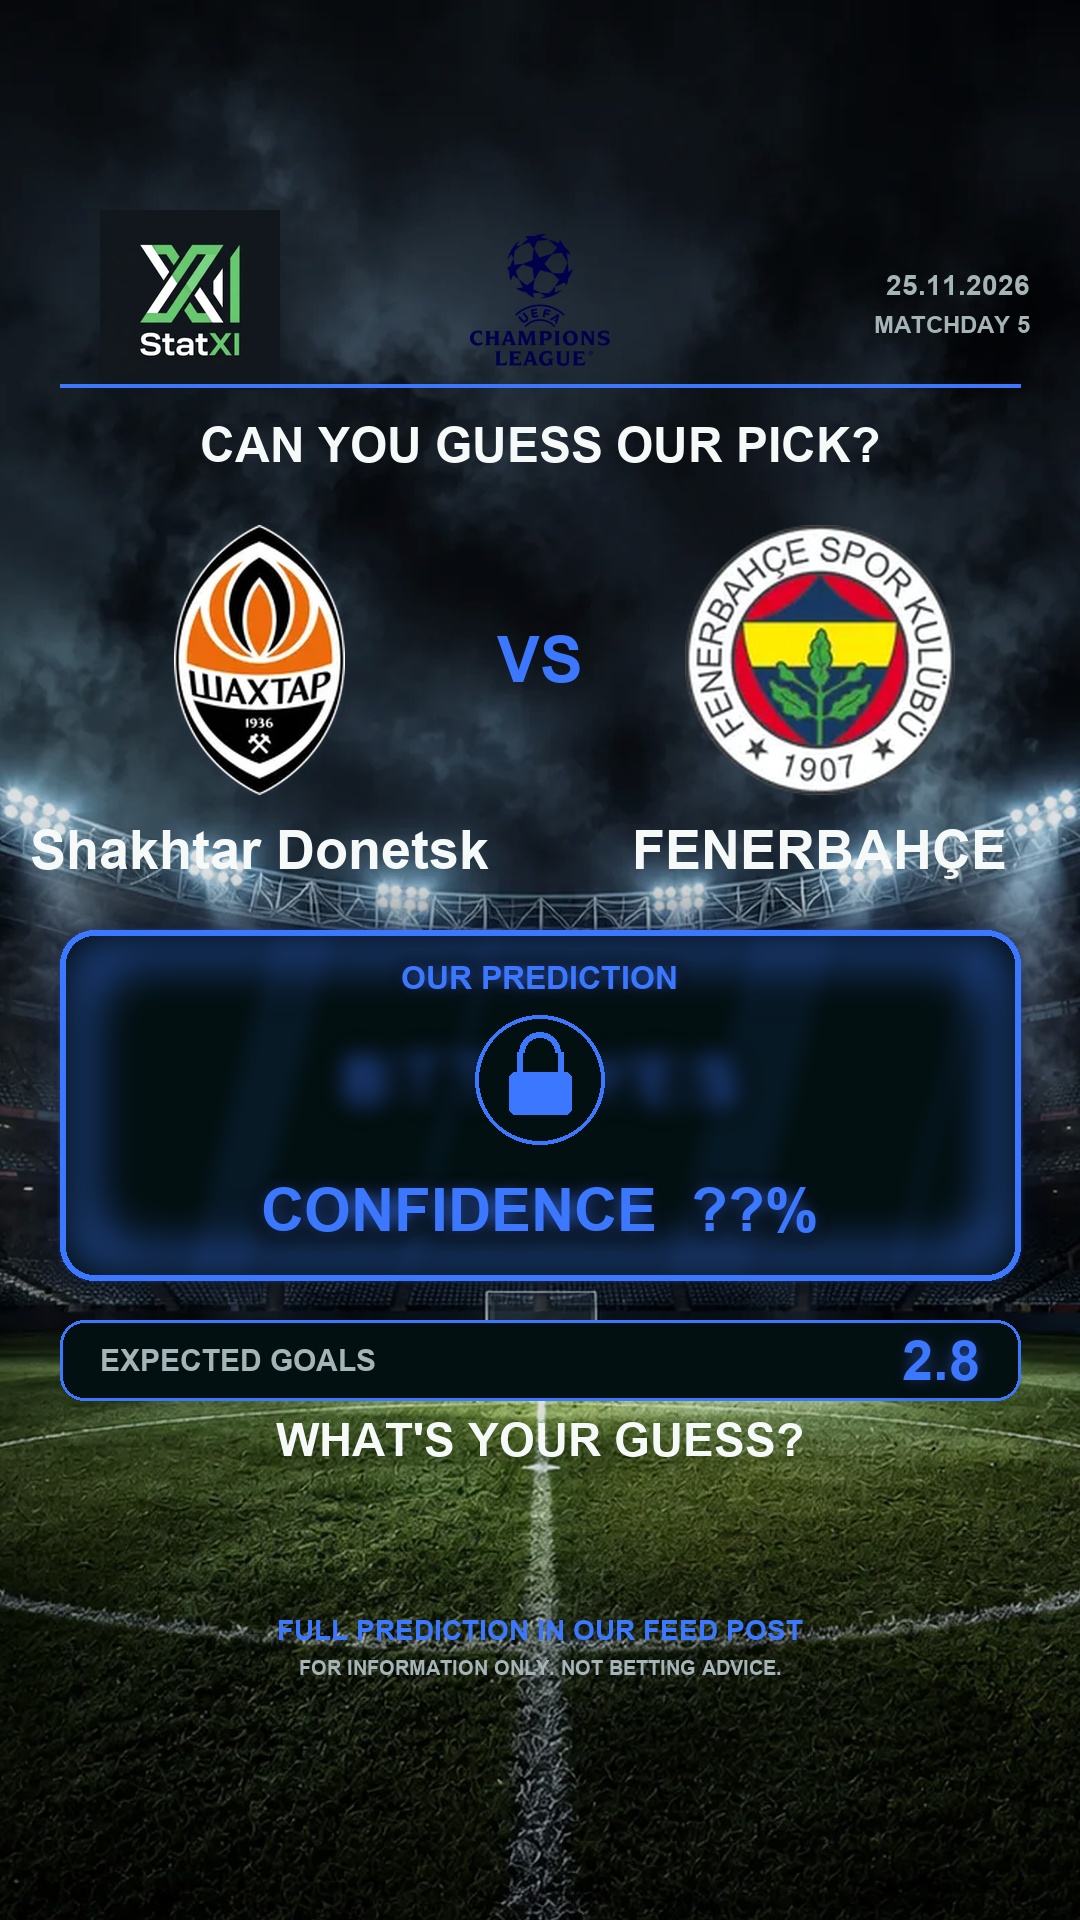 StatXI
UEFA
CHAMPIONS
LEAGUE
25.11.2026
MATCHDAY 5
CAN YOU GUESS OUR PICK?
ШАХТАР
1936
VS
FENERBAHÇE SPOR KULÜBÜ
1907
Shakhtar Donetsk
FENERBAHÇE
OUR PREDICTION
CONFIDENCE ??%
EXPECTED GOALS
2.8
WHAT'S YOUR GUESS?
FULL PREDICTION IN OUR FEED POST
FOR INFORMATION ONLY. NOT BETTING ADVICE.